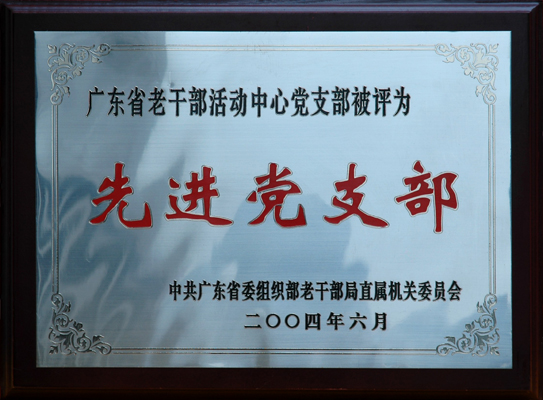 广东省老干部活动中心党支部被评为
先进党支部
中共广东省委组织部老干部局直属机关委员会
二〇〇四年六月